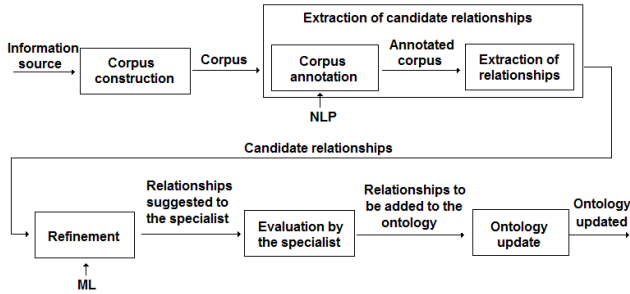 Extraction of candidate relationships
Information
source
Corpus
construction
Corpus
Corpus
annotation
Annotated
corpus
Extraction of
relationships
NLP
Candidate relationships
Refinement
ML
Relationships
suggested to
the specialist
Evaluation by
the specialist
Relationships to
be added to the
ontology
Ontology
update
Ontology
updated